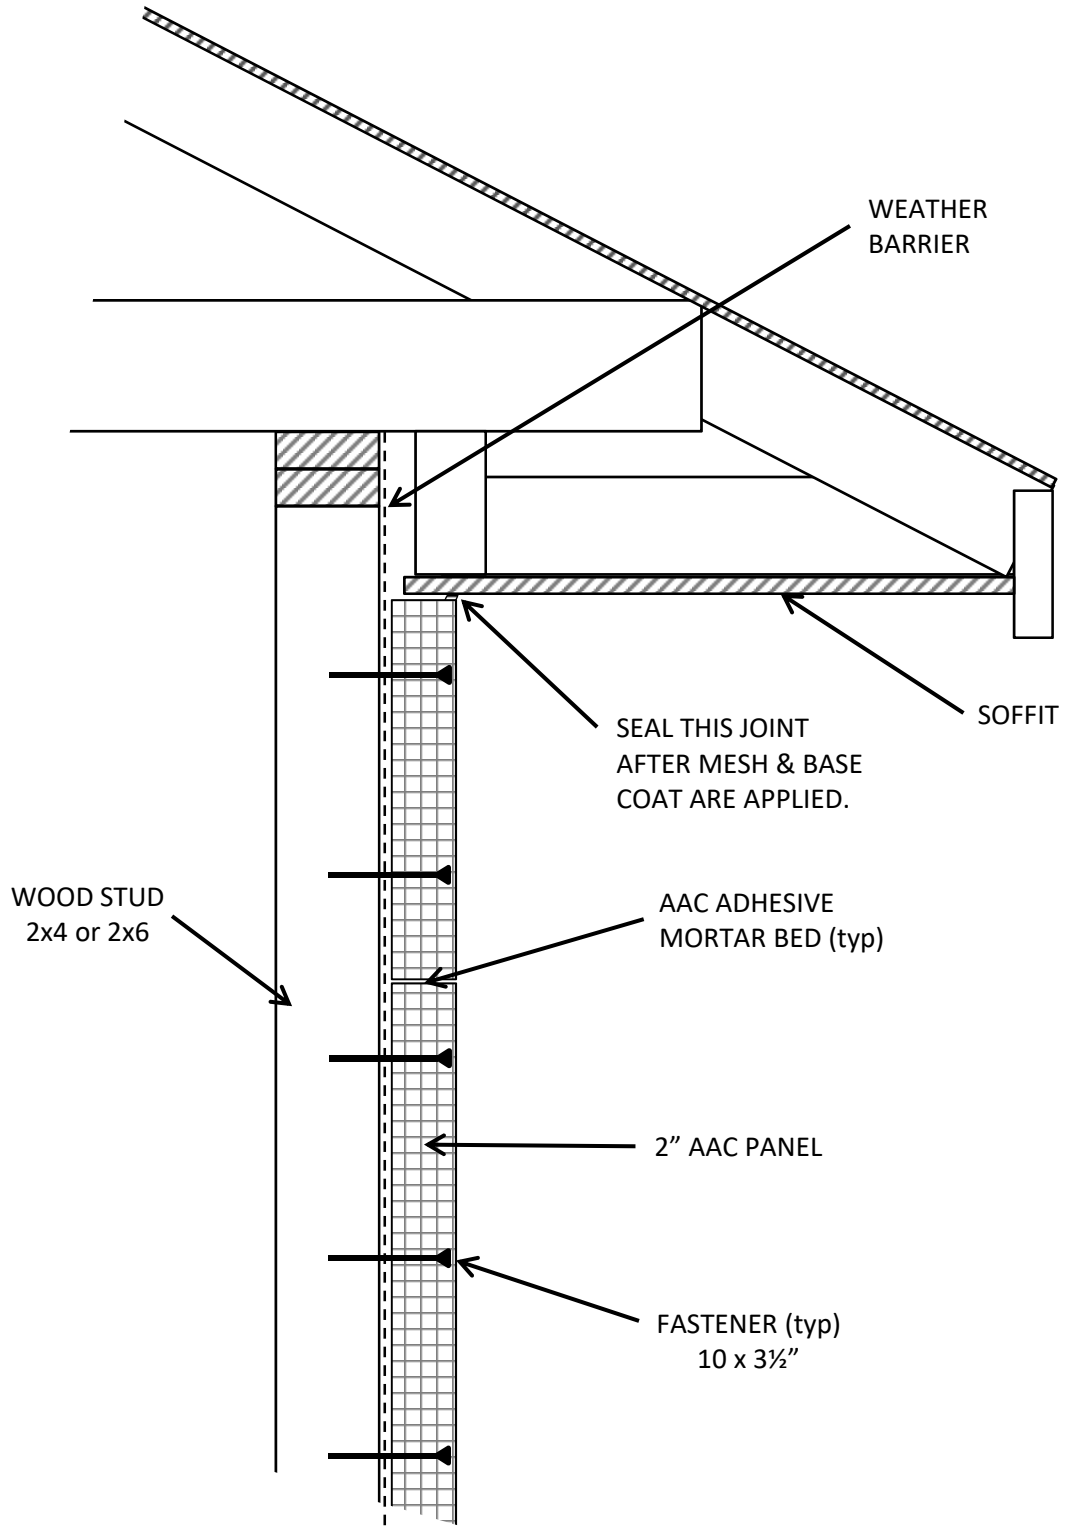 WEATHER
BARRIER
SOFFIT
SEAL THIS JOINT
AFTER MESH & BASE
COAT ARE APPLIED.
WOOD STUD
2x4 or 2x6
AAC ADHESIVE
MORTAR BED (typ)
2” AAC PANEL
FASTENER (typ)
10 x 3½”